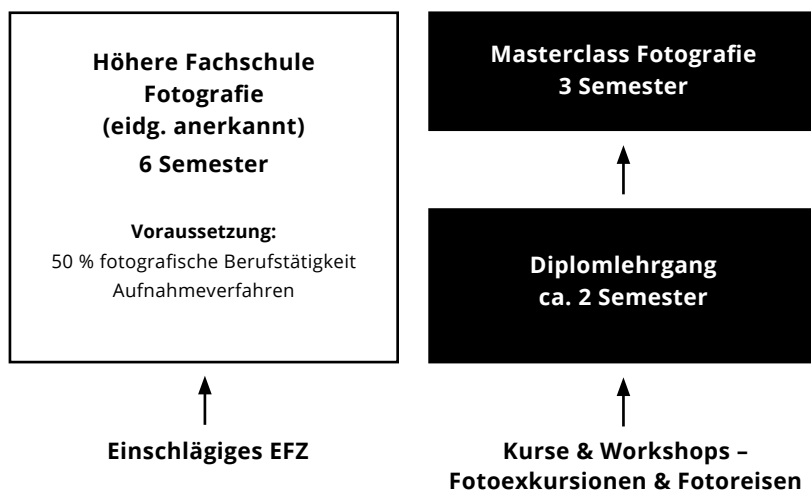 Höhere Fachschule
Fotografie
(eidg. anerkannt)
6 Semester
Voraussetzung:
50 % fotografische Berufstätigkeit
Aufnahmeverfahren
Einschlägiges EFZ
Masterclass Fotografie
3 Semester
Diplomlehrgang
ca. 2 Semester
Kurse & Workshops –
Fotoexkursionen & Fotoreisen